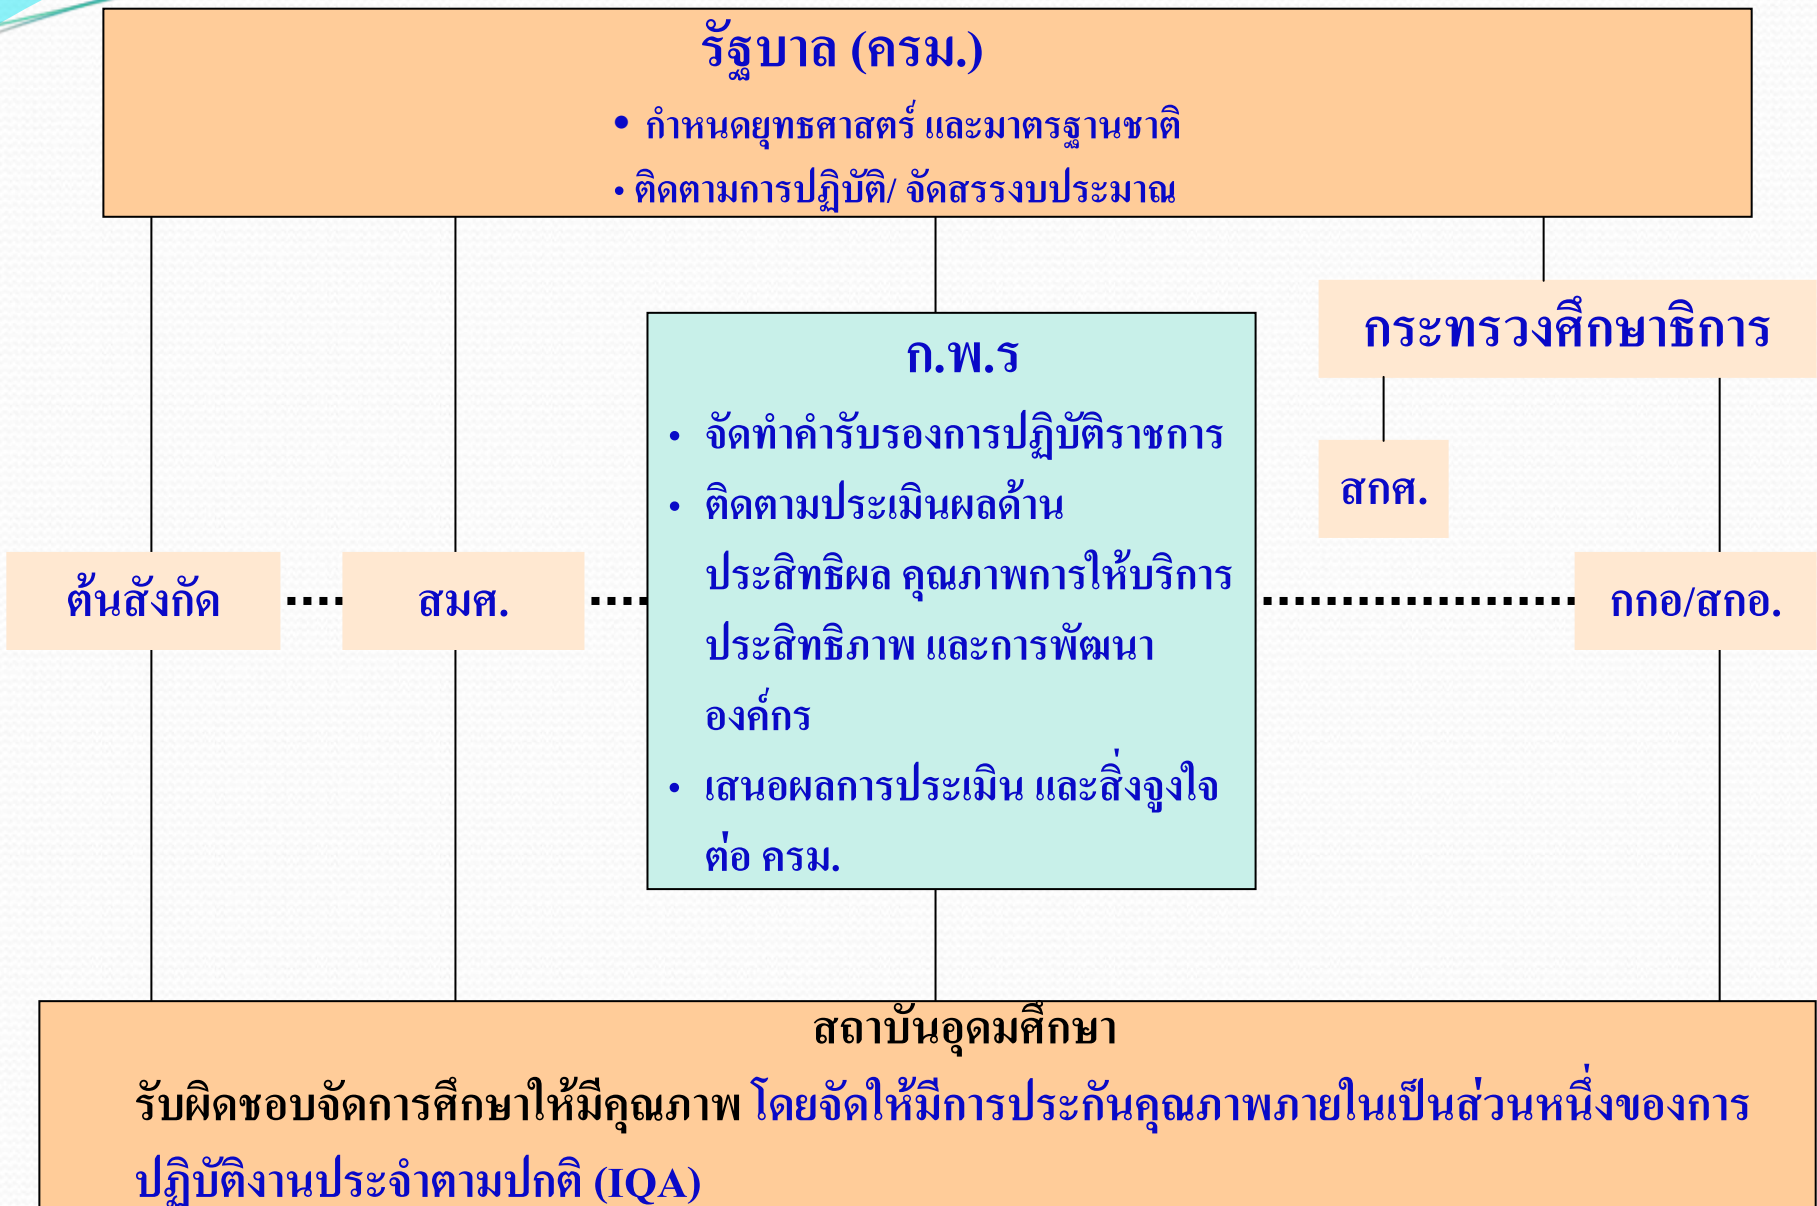 รัฐบาล (ครม.)
• กำหนดยุทธศาสตร์ และมาตรฐานชาติ
• ติดตามการปฏิบัติ/ จัดสรรงบประมาณ
กระทรวงศึกษาธิการ
ก.พ.ร
• จัดทำคำรับรองการปฏิบัติราชการ
• ติดตามประเมินผลด้าน
ประสิทธิผล คุณภาพการให้บริการ
ประสิทธิภาพ และการพัฒนา
องค์กร
• เสนอผลการประเมิน และสิ่งจูงใจ
ต่อ ครม.
สกศ.
ต้นสังกัด
สมศ.
กกอ/สกอ.
สถาบันอุดมศึกษา
รับผิดชอบจัดการศึกษาให้มีคุณภาพ โดยจัดให้มีการประกันคุณภาพภายในเป็นส่วนหนึ่งของการ
ปฏิบัติงานประจำตามปกติ (IQA)